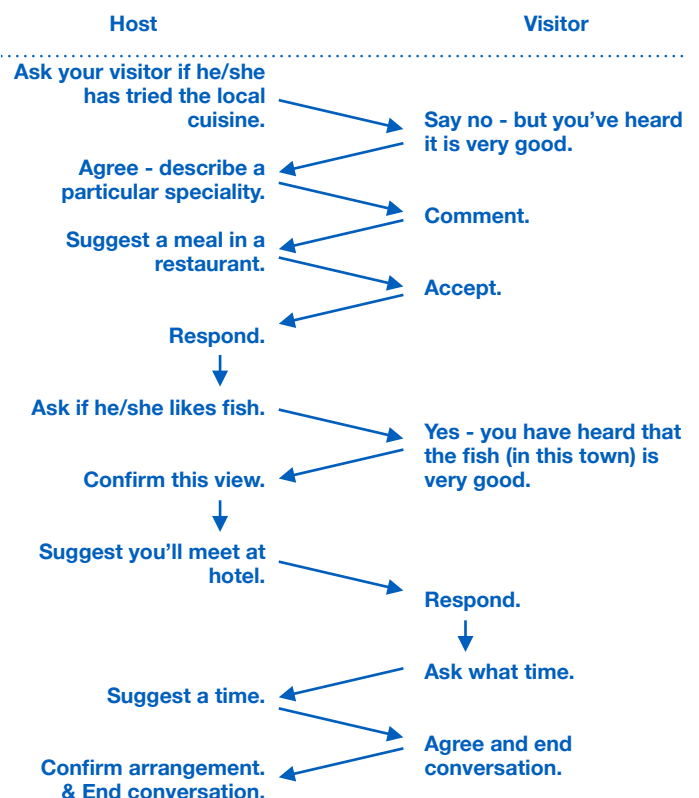 Host
Visitor
Ask your visitor if he/she
has tried the local
cuisine.
Say no - but you’ve heard
it is very good.
Agree - describe a
particular speciality.
Comment.
Suggest a meal in a
restaurant.
Accept.
Respond.
Ask if he/she likes fish.
Yes - you have heard that
the fish (in this town) is
very good.
Confirm this view.
Suggest you’ll meet at
hotel.
Respond.
Ask what time.
Suggest a time.
Agree and end
conversation.
Confirm arrangement.
& End conversation.